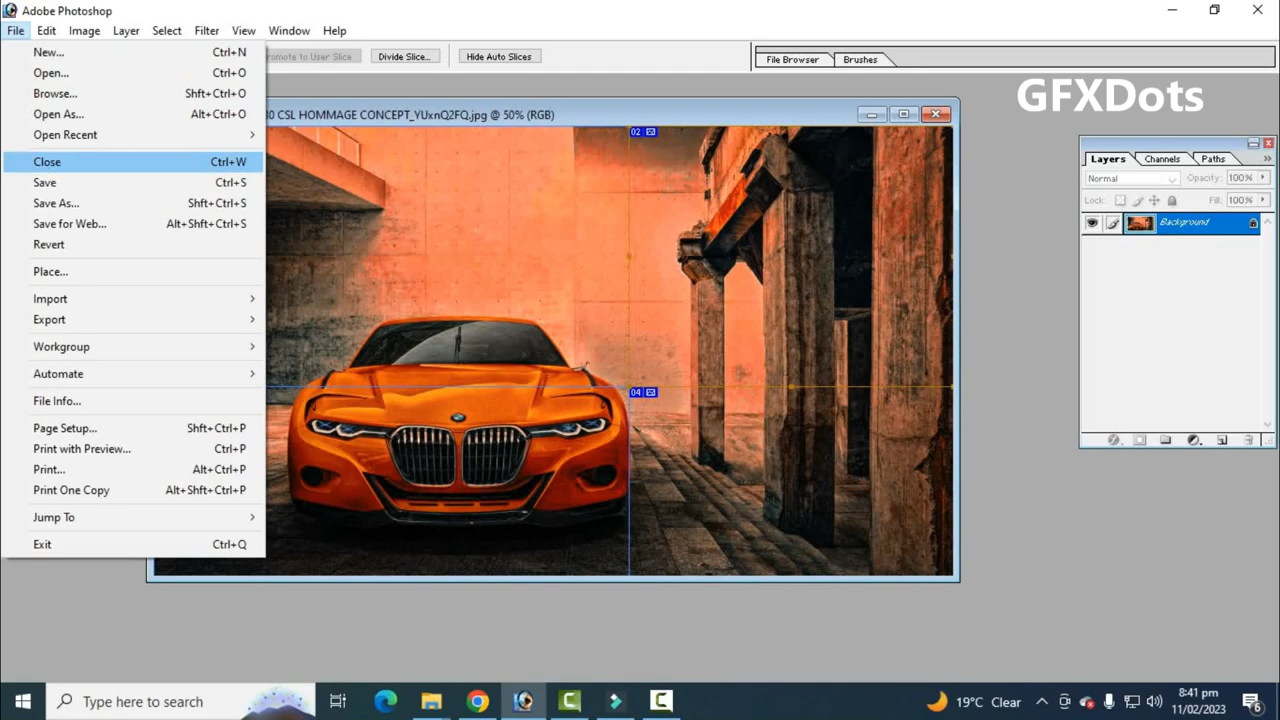 Adobe Photoshop
File Edit Image Layer Select Filter View Window Help
romote to User Slice Divide Slice... Hide Auto Slices File Browser Brushes
GFXDots
New... Ctrl+N
Open... Ctrl+O
Browse... Shft+Ctrl+O
Open As... Alt+Ctrl+O
Open Recent
Close Ctrl+W
Save Ctrl+S
Save As... Shft+Ctrl+S
Save for Web... Alt+Shft+Ctrl+S
Revert
Place...
Import
Export
Workgroup
Automate
File Info...
Page Setup... Shft+Ctrl+P
Print with Preview... Ctrl+P
Print... Alt+Ctrl+P
Print One Copy Alt+Shft+Ctrl+P
Jump To
Exit Ctrl+Q
0 CSL HOMMAGE CONCEPT_YUxnQ2FQ.jpg @ 50% (RGB)
02
04
Layers Channels Paths
Normal Opacity: 100%
Lock: Fill: 100%
Background
Type here to search
19°C Clear
8:41 pm
11/02/2023
6